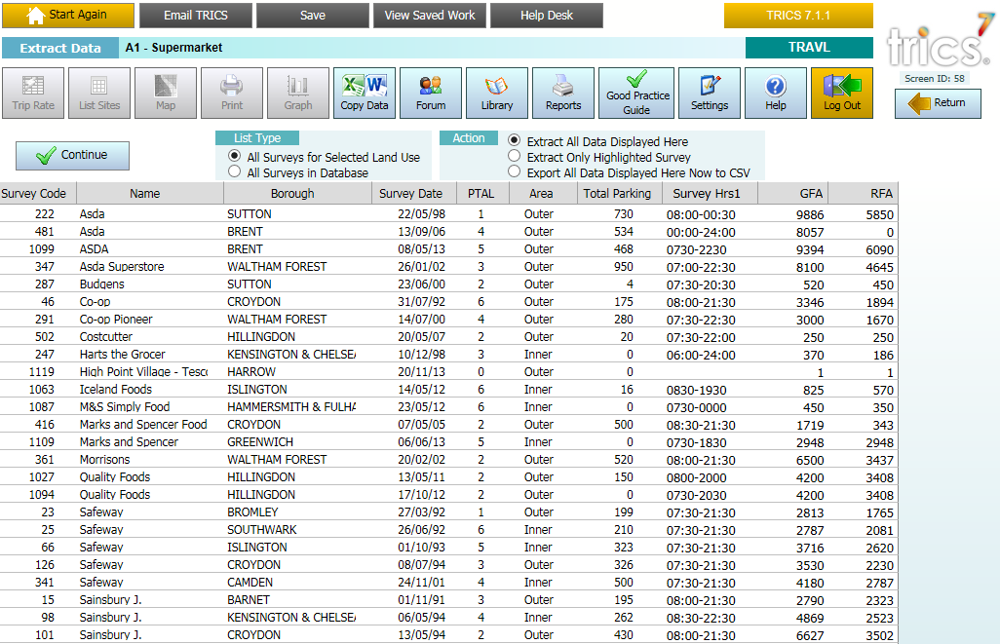 Start Again Email TRICS Save View Saved Work Help Desk TRICS 7.1.1
Extract Data A1 - Supermarket TRAVL
trics 7 ®
Screen ID: 58
Trip Rate List Sites Map Print Graph Copy Data Forum Library Reports Good Practice Guide Settings Help Log Out Return
Continue
List Type
All Surveys for Selected Land Use
All Surveys in Database
Action
Extract All Data Displayed Here
Extract Only Highlighted Survey
Export All Data Displayed Here Now to CSV
Survey Code Name Borough Survey Date PTAL Area Total Parking Survey Hrs1 GFA RFA
222 Asda SUTTON 22/05/98 1 Outer 730 08:00-00:30 9886 5850
481 Asda BRENT 13/09/06 4 Outer 534 00:00-24:00 8057 0
1099 ASDA BRENT 08/05/13 5 Outer 468 0730-2230 9394 6090
347 Asda Superstore WALTHAM FOREST 26/01/02 3 Outer 950 07:00-22:30 8100 4645
287 Budgens SUTTON 23/06/00 2 Outer 4 07:30-20:30 520 450
46 Co-op CROYDON 31/07/92 6 Outer 175 08:00-21:30 3346 1894
291 Co-op Pioneer WALTHAM FOREST 14/07/00 4 Outer 280 07:30-22:30 3000 1670
502 Costcutter HILLINGDON 20/05/07 2 Outer 20 07:30-22:00 250 250
247 Harts the Grocer KENSINGTON & CHELSEA 10/12/98 3 Inner 0 06:00-24:00 370 186
1119 High Point Village - Tesco HARROW 20/11/13 0 Outer 0 1 1
1063 Iceland Foods ISLINGTON 14/05/12 6 Inner 16 0830-1930 825 570
1087 M&S Simply Food HAMMERSMITH & FULHA 23/05/12 6 Inner 0 0730-0000 450 350
416 Marks and Spencer Food CROYDON 07/05/05 2 Outer 500 08:30-21:30 1719 343
1109 Marks and Spencer GREENWICH 06/06/13 5 Inner 0 0730-1830 2948 2948
361 Morrisons WALTHAM FOREST 20/02/02 2 Outer 520 08:00-21:30 6500 3437
1027 Quality Foods HILLINGDON 13/05/11 2 Outer 150 0800-2000 4200 3408
1094 Quality Foods HILLINGDON 17/10/12 2 Outer 0 0730-2030 4200 3408
23 Safeway BROMLEY 27/03/92 1 Outer 199 07:30-21:30 2813 1765
25 Safeway SOUTHWARK 26/06/92 6 Inner 210 07:30-21:30 2787 2081
66 Safeway ISLINGTON 01/10/93 5 Inner 323 07:30-21:30 3716 2620
126 Safeway CROYDON 08/07/94 3 Outer 326 07:30-21:30 3530 2230
341 Safeway CAMDEN 24/11/01 4 Inner 500 07:30-21:30 4180 2787
15 Sainsbury J. BARNET 01/11/91 3 Outer 195 08:00-21:30 2790 2323
98 Sainsbury J. KENSINGTON & CHELSEA 06/05/94 4 Inner 262 08:30-22:30 4869 2523
101 Sainsbury J. CROYDON 13/05/94 2 Outer 430 08:00-21:30 6627 3502